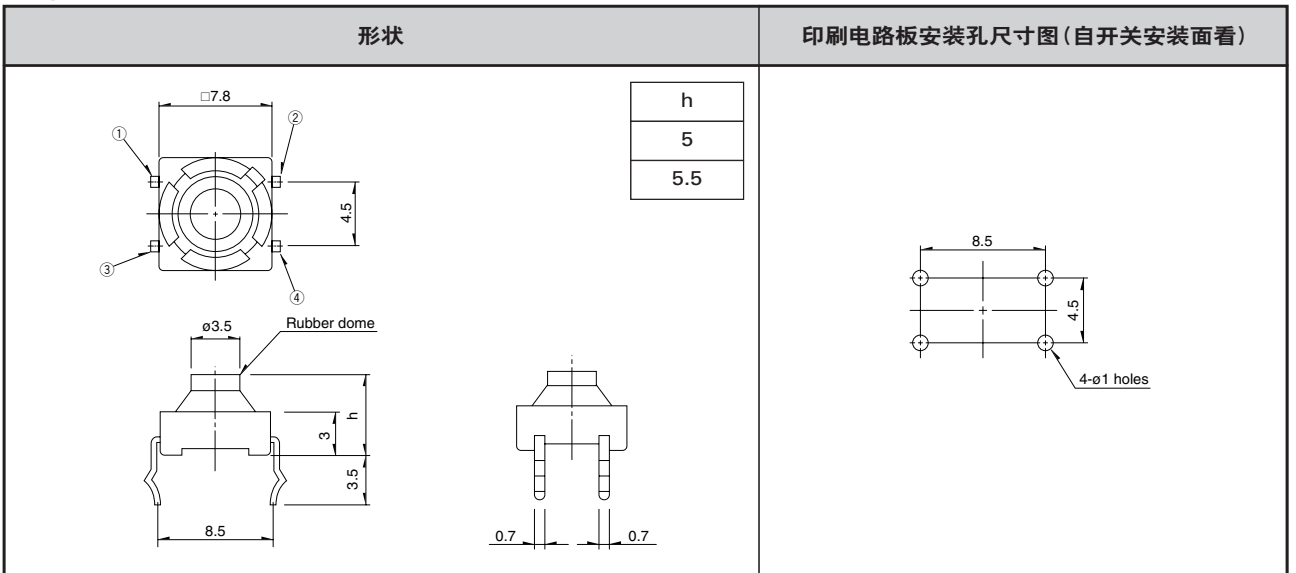 形状
印刷电路板安装孔尺寸图(自开关安装面看)
□7.8
①
②
4.5
③
④
h
5
5.5
ø3.5
Rubber dome
h
3
3.5
8.5
0.7
0.7
8.5
4.5
4-ø1 holes